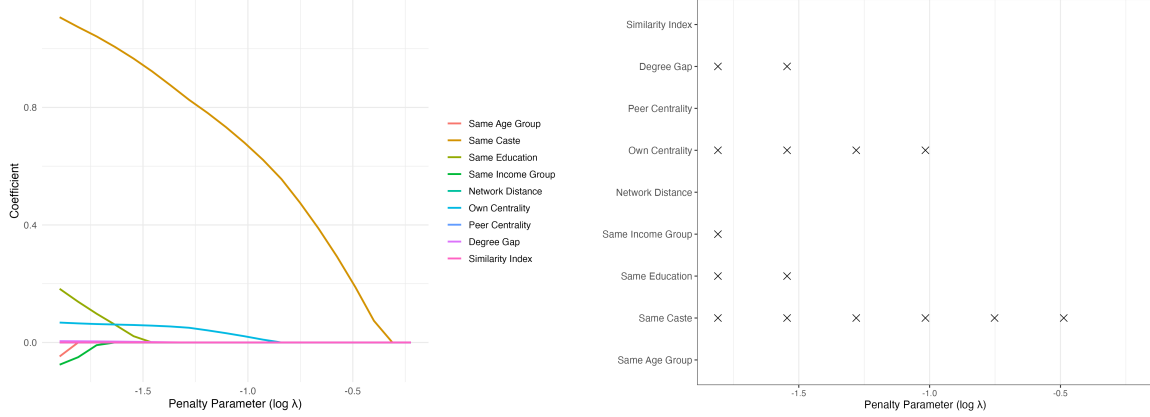 Coefficient
0.8
0.4
0.0
-1.5
-1.0
-0.5
Penalty Parameter (log λ)
Same Age Group
Same Caste
Same Education
Same Income Group
Network Distance
Own Centrality
Peer Centrality
Degree Gap
Similarity Index
Similarity Index
Degree Gap
Peer Centrality
Own Centrality
Network Distance
Same Income Group
Same Education
Same Caste
Same Age Group
-1.5
-1.0
-0.5
Penalty Parameter (log λ)